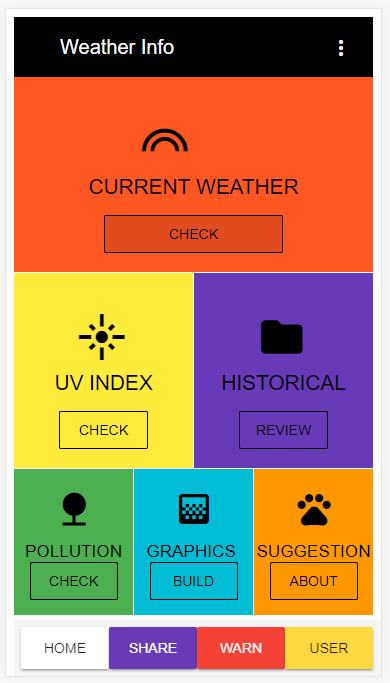 Weather Info
CURRENT WEATHER
CHECK
UV INDEX HISTORICAL
CHECK REVIEW
POLLUTION GRAPHICS SUGGESTION
CHECK BUILD ABOUT
HOME SHARE WARN USER